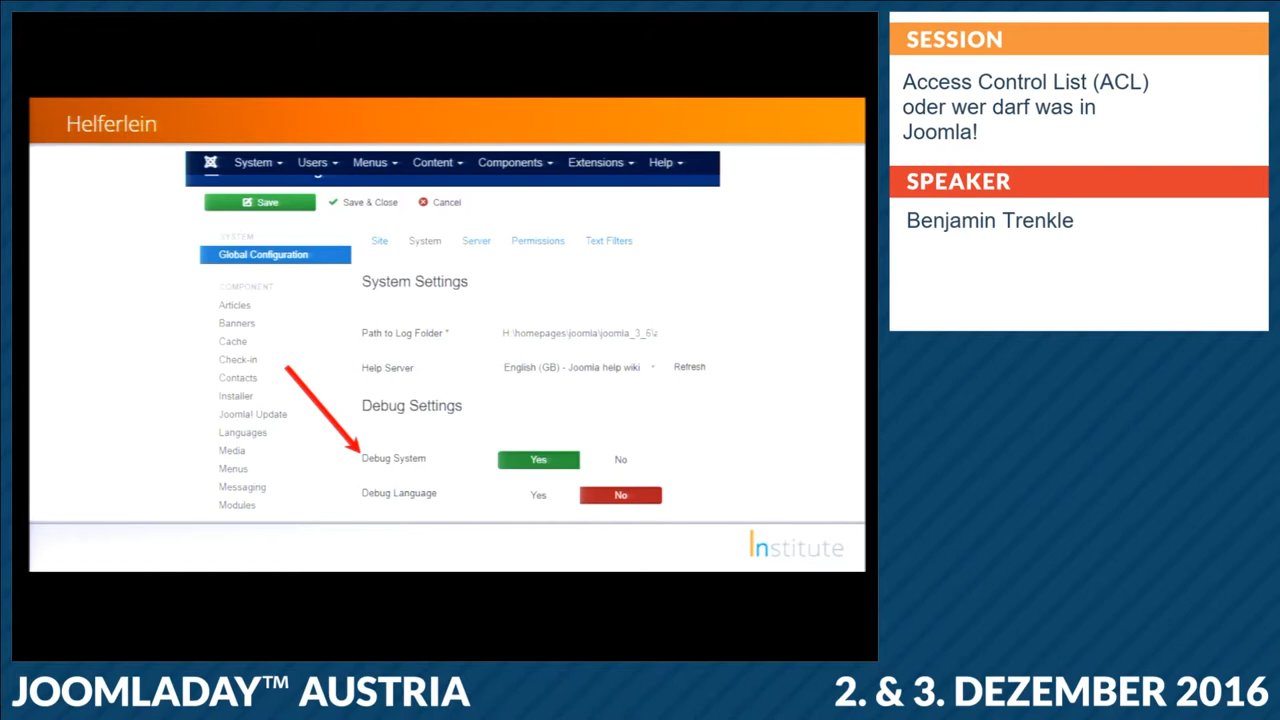 Helferlein
System Users Menus Content Components Extensions Help
Save Save & Close Cancel
SYSTEM
Global Configuration
COMPONENT
Articles
Banners
Cache
Check-in
Contacts
Installer
Joomla! Update
Languages
Media
Menus
Messaging
Modules
Site System Server Permissions Text Filters
System Settings
Path to Log Folder * H:\homepages\joomla\joomla_3_6\a
Help Server English (GB) - Joomla help wiki Refresh
Debug Settings
Debug System Yes No
Debug Language Yes No
Institute
SESSION
Access Control List (ACL)
oder wer darf was in
Joomla!
SPEAKER
Benjamin Trenkle
JOOMLADAY™ AUSTRIA
2. & 3. DEZEMBER 2016